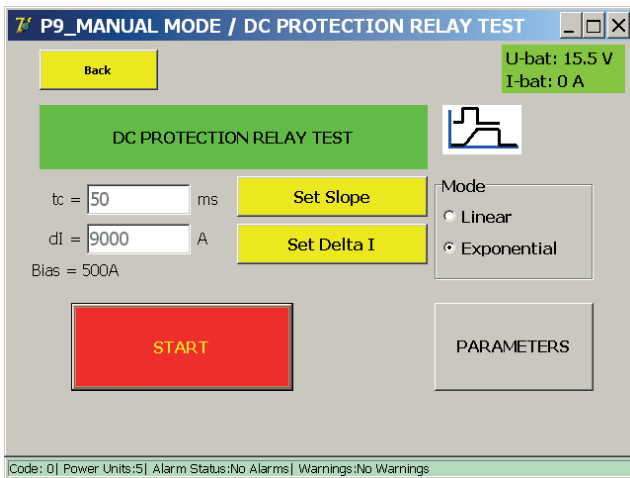 P9_MANUAL MODE / DC PROTECTION RELAY TEST
Back
U-bat: 15.5 V
I-bat: 0 A
DC PROTECTION RELAY TEST
tc = 50 ms
Set Slope
dI = 9000 A
Set Delta I
Bias = 500A
Mode
Linear
Exponential
START
PARAMETERS
Code: 0| Power Units:5| Alarm Status:No Alarms| Warnings:No Warnings